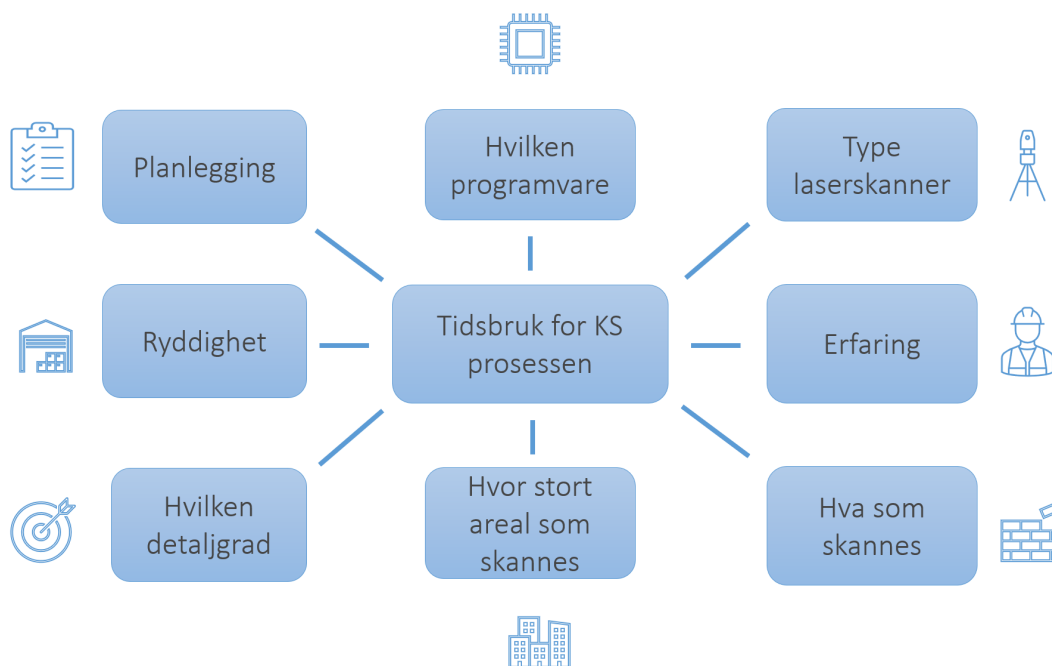 Planlegging
Hvilken
programvare
Type
laserskanner
Ryddighet
Tidsbruk for KS
prosessen
Erfaring
Hvilken
detaljgrad
Hvor stort
areal som
skannes
Hva som
skannes